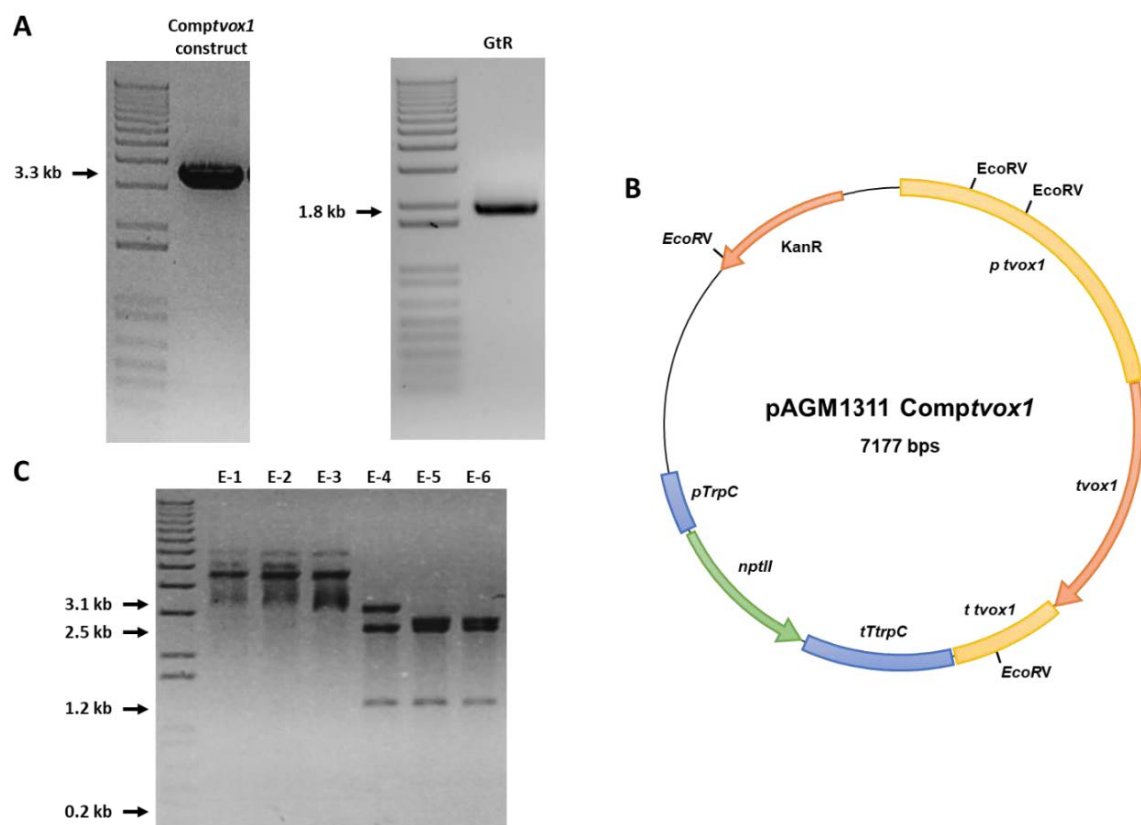 A
Comptvox1
construct
3.3 kb
GtR
1.8 kb
B
EcoRV
EcoRV
EcoRV
KanR
p tvox1
pAGM1311 Comptvox1
7177 bps
tvox1
pTrpC
nptII
t tvox1
tTtrpC
EcoRV
C
E-1 E-2 E-3 E-4 E-5 E-6
3.1 kb
2.5 kb
1.2 kb
0.2 kb